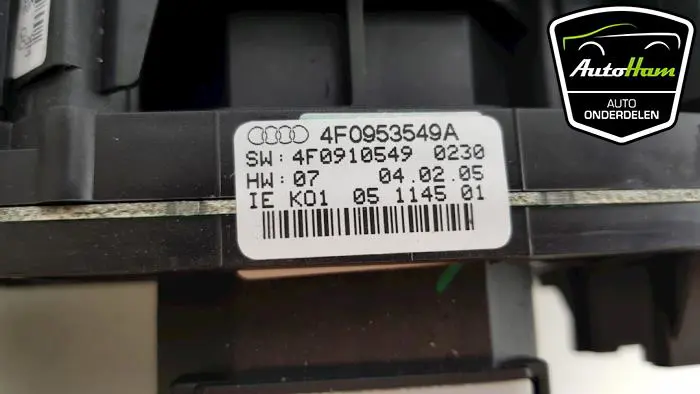 AutoHam
AUTO
ONDERDELEN
4F0953549A
SW: 4F0910549 0230
HW: 07 04.02.05
IE K01 05 1145 01